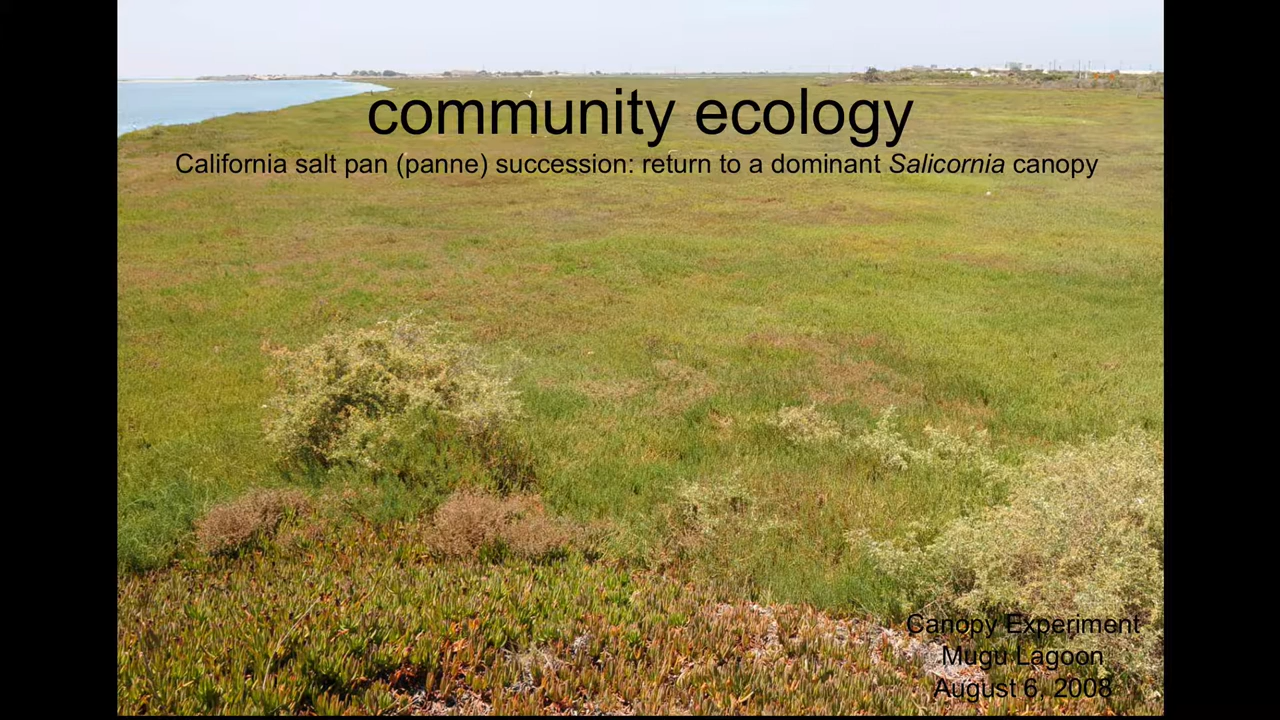 community ecology
California salt pan (panne) succession: return to a dominant Salicornia canopy
Canopy Experiment
Mugu Lagoon
August 6, 2008